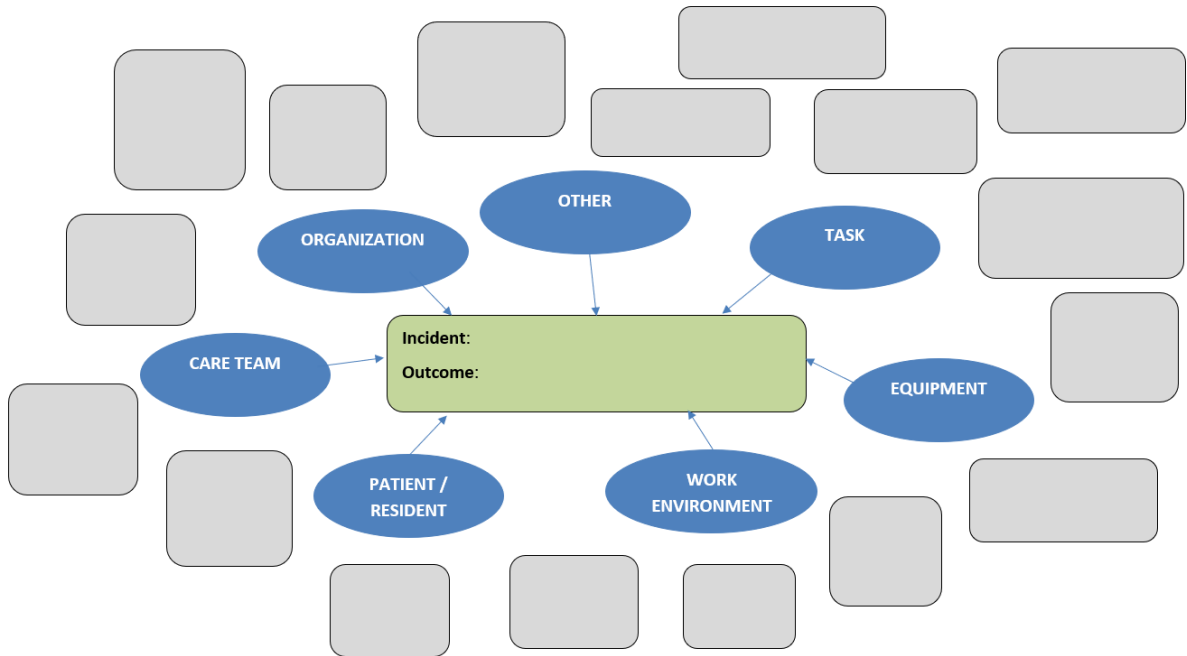 OTHER
ORGANIZATION
TASK
Incident:
Outcome:
CARE TEAM
EQUIPMENT
PATIENT /
RESIDENT
WORK
ENVIRONMENT